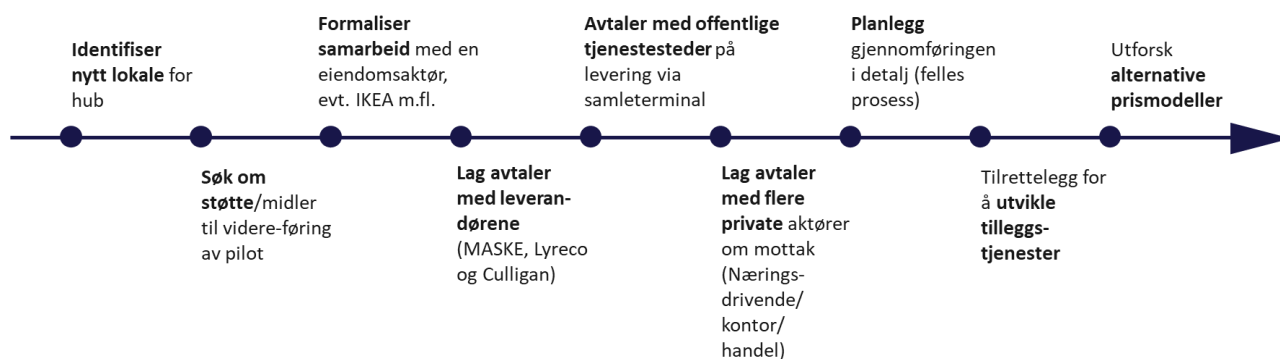 Identifiser
nytt lokale for
hub
Søk om
støtte/midler
til videre-føring
av pilot
Formaliser
samarbeid med en
eiendomsaktør,
evt. IKEA m.fl.
Lag avtaler
med leveran-
dørene
(MASKE, Lyreco
og Culligan)
Avtaler med offentlige
tjenestesteder på
levering via
samleterminal
Lag avtaler
med flere
private aktører
om mottak
(Nærings-
drivende/
kontor/
handel)
Planlegg
gjennomføringen
i detalj (felles
prosess)
Tilrettelegg for
å utvikle
tilleggs-
tjenester
Utforsk
alternative
prismodeller